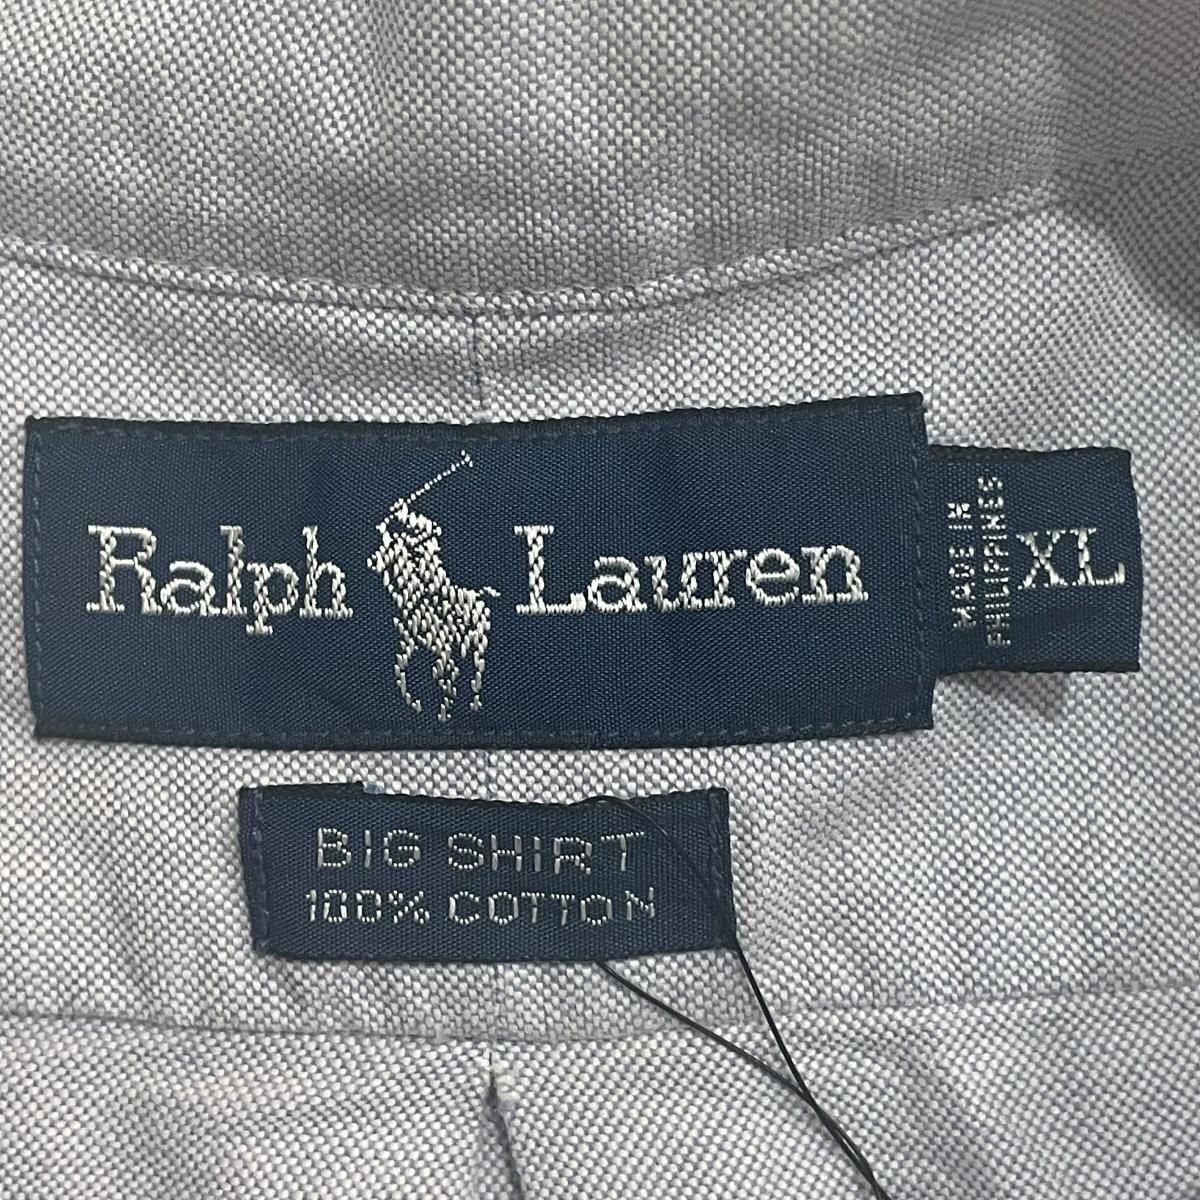 Ralph Lauren
MADE IN
PHILIPPINES
XL
BIG SHIRT
100% COTTON